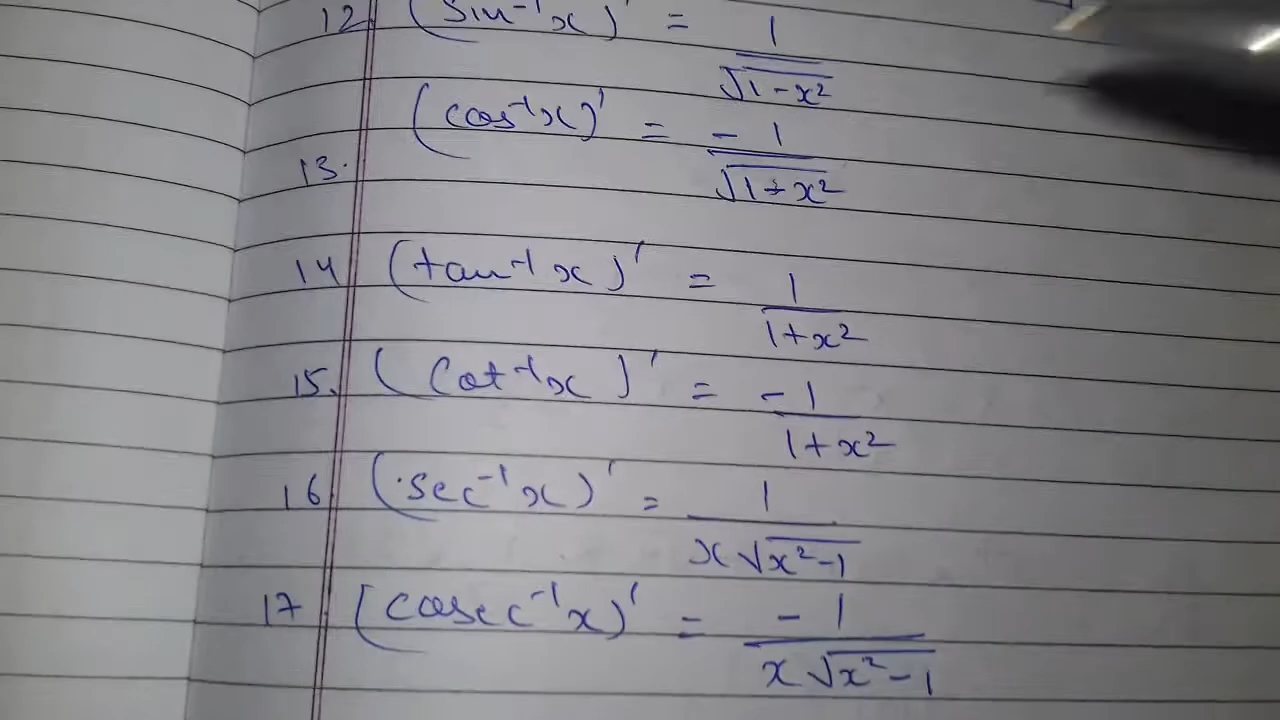 12. (sin⁻¹x)' = 1/√(1-x²)
13. (cos⁻¹x)' = -1/√(1+x²)
14 (tan⁻¹x)' = 1/(1+x²)
15. (Cot⁻¹x)' = -1/(1+x²)
16 (sec⁻¹x)' = 1/(x√(x²-1))
17 (cosec⁻¹x)' = -1/(x√(x²-1))